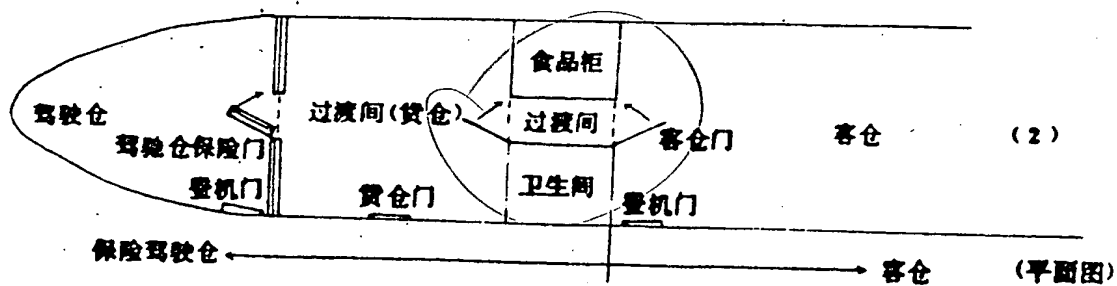 食品柜
驾驶仓 过渡间(货仓) 过渡间 客仓门 客仓 (2)
驾驶仓保险门
登机门 货仓门 卫生间 登机门
保险驾驶仓 客仓 (平面图)